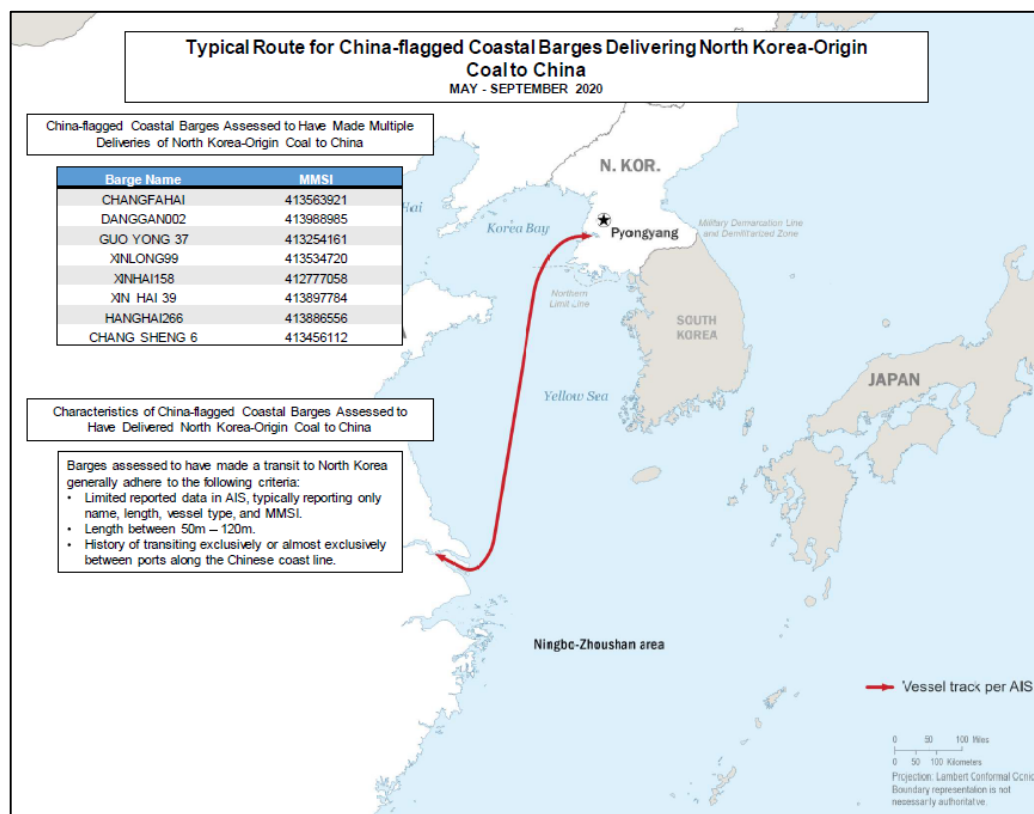 Typical Route for China-flagged Coastal Barges Delivering North Korea-Origin
Coal to China
MAY - SEPTEMBER 2020
China-flagged Coastal Barges Assessed to Have Made Multiple
Deliveries of North Korea-Origin Coal to China
Barge Name MMSI
CHANGFAHAI 413563921
DANGGAN002 413988985
GUO YONG 37 413254161
XINLONG99 413534720
XINHAI158 412777058
XIN HAI 39 413897784
HANGHAI266 413886556
CHANG SHENG 6 413456112
Hai
Korea Bay
N. KOR.
Pyongyang
Military Demarcation Line
and Demilitarized Zone
Northern
Limit Line
SOUTH
KOREA
Yellow Sea
JAPAN
Characteristics of China-flagged Coastal Barges Assessed to
Have Delivered North Korea-Origin Coal to China
Barges assessed to have made a transit to North Korea
generally adhere to the following criteria:
• Limited reported data in AIS, typically reporting only
name, length, vessel type, and MMSI.
• Length between 50m – 120m.
• History of transiting exclusively or almost exclusively
between ports along the Chinese coast line.
Ningbo-Zhoushan area
Vessel track per AIS
0 50 100 Miles
0 50 100 Kilometers
Projection: Lambert Conformal Conic
Boundary representation is not
necessarily authoritative.